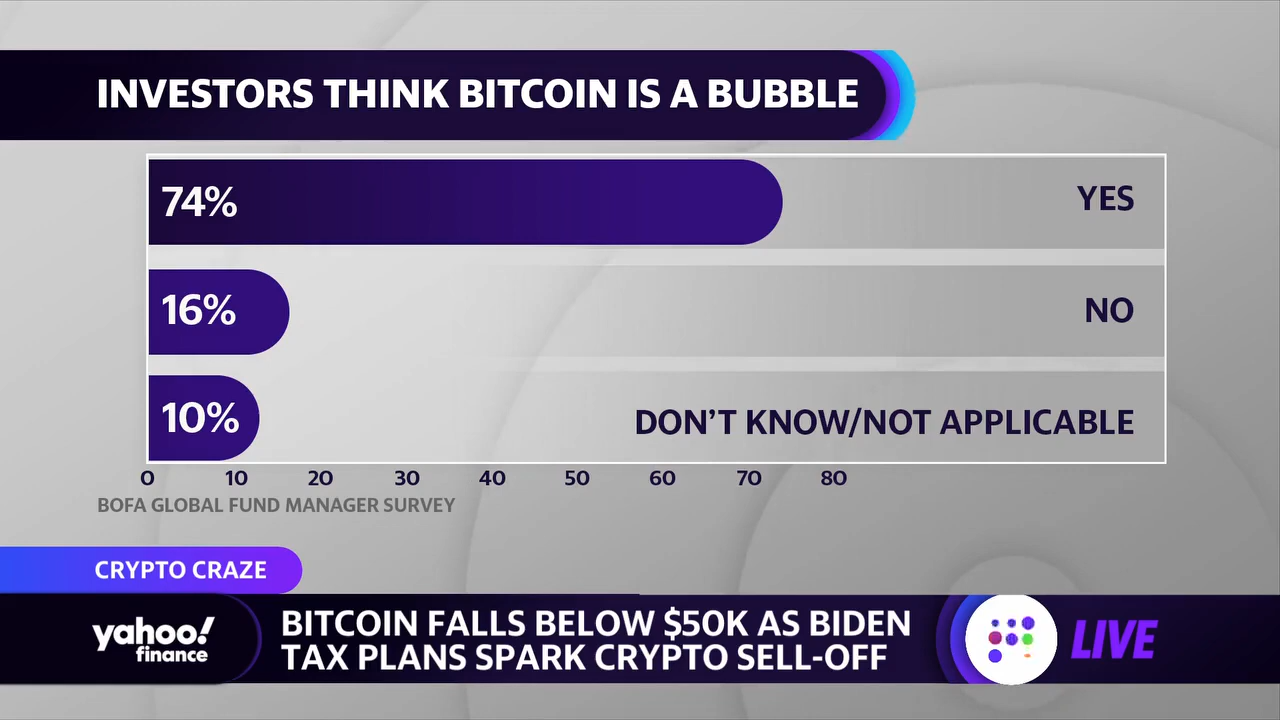 INVESTORS THINK BITCOIN IS A BUBBLE
74% YES
16% NO
10% DON’T KNOW/NOT APPLICABLE
0 10 20 30 40 50 60 70 80
BOFA GLOBAL FUND MANAGER SURVEY
CRYPTO CRAZE
yahoo!
finance
BITCOIN FALLS BELOW $50K AS BIDEN
TAX PLANS SPARK CRYPTO SELL-OFF
LIVE